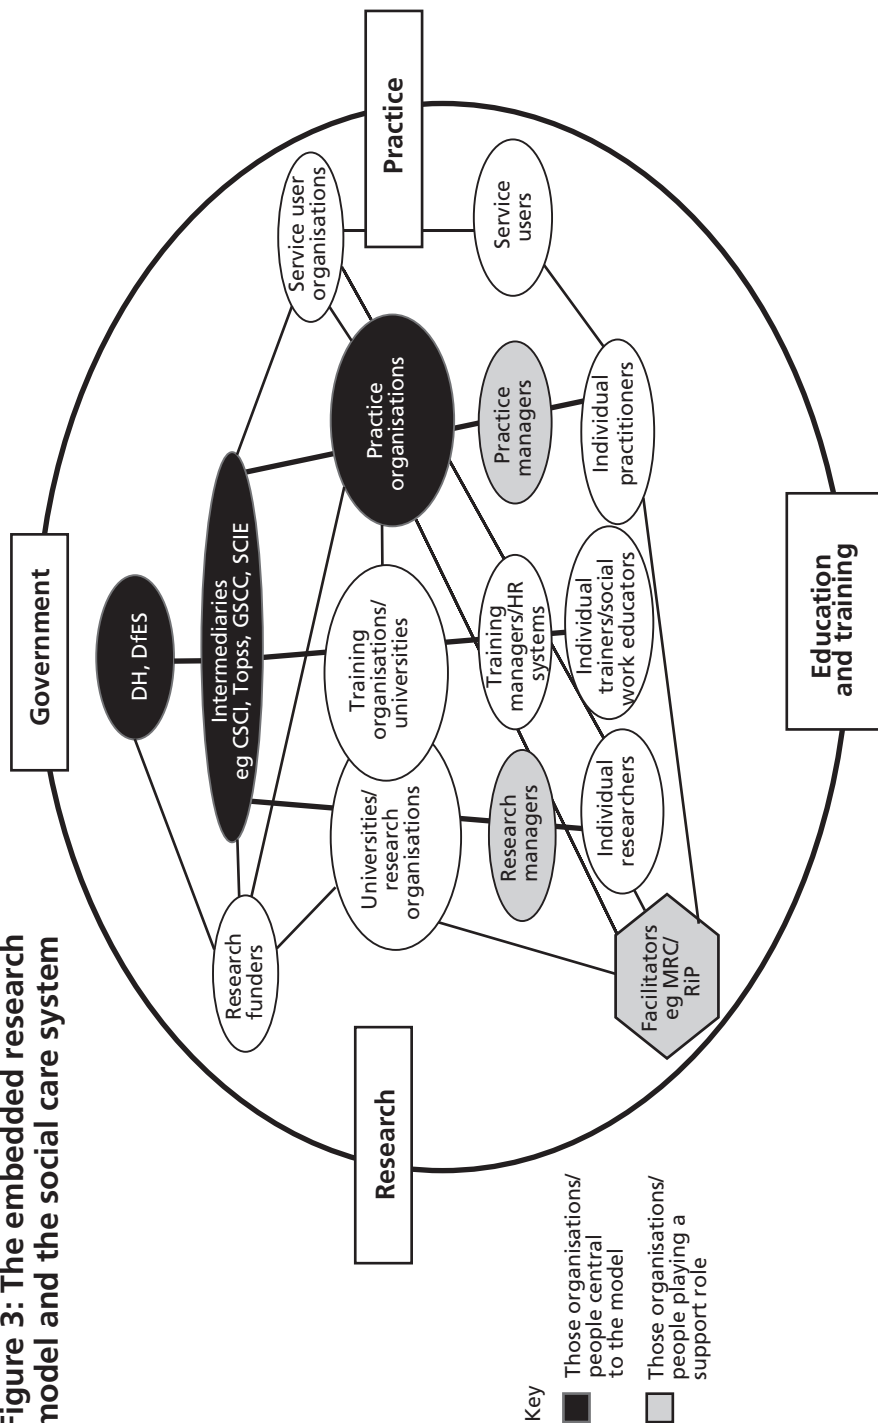 Figure 3: The embedded research
model and the social care system
Government
DH, DfES
Intermediaries
eg CSCI, Topss, GSCC, SCIE
Research
funders
Service user
organisations
Research
Practice
Universities/
research
organisations
Training
organisations/
universities
Practice
organisations
Research
managers
Training
managers/HR
systems
Practice
managers
Service
users
Individual
researchers
Individual
trainers/social
work educators
Individual
practitioners
Facilitators
eg MRC/
RiP
Education
and training
Key
Those organisations/
people central
to the model
Those organisations/
people playing a
support role